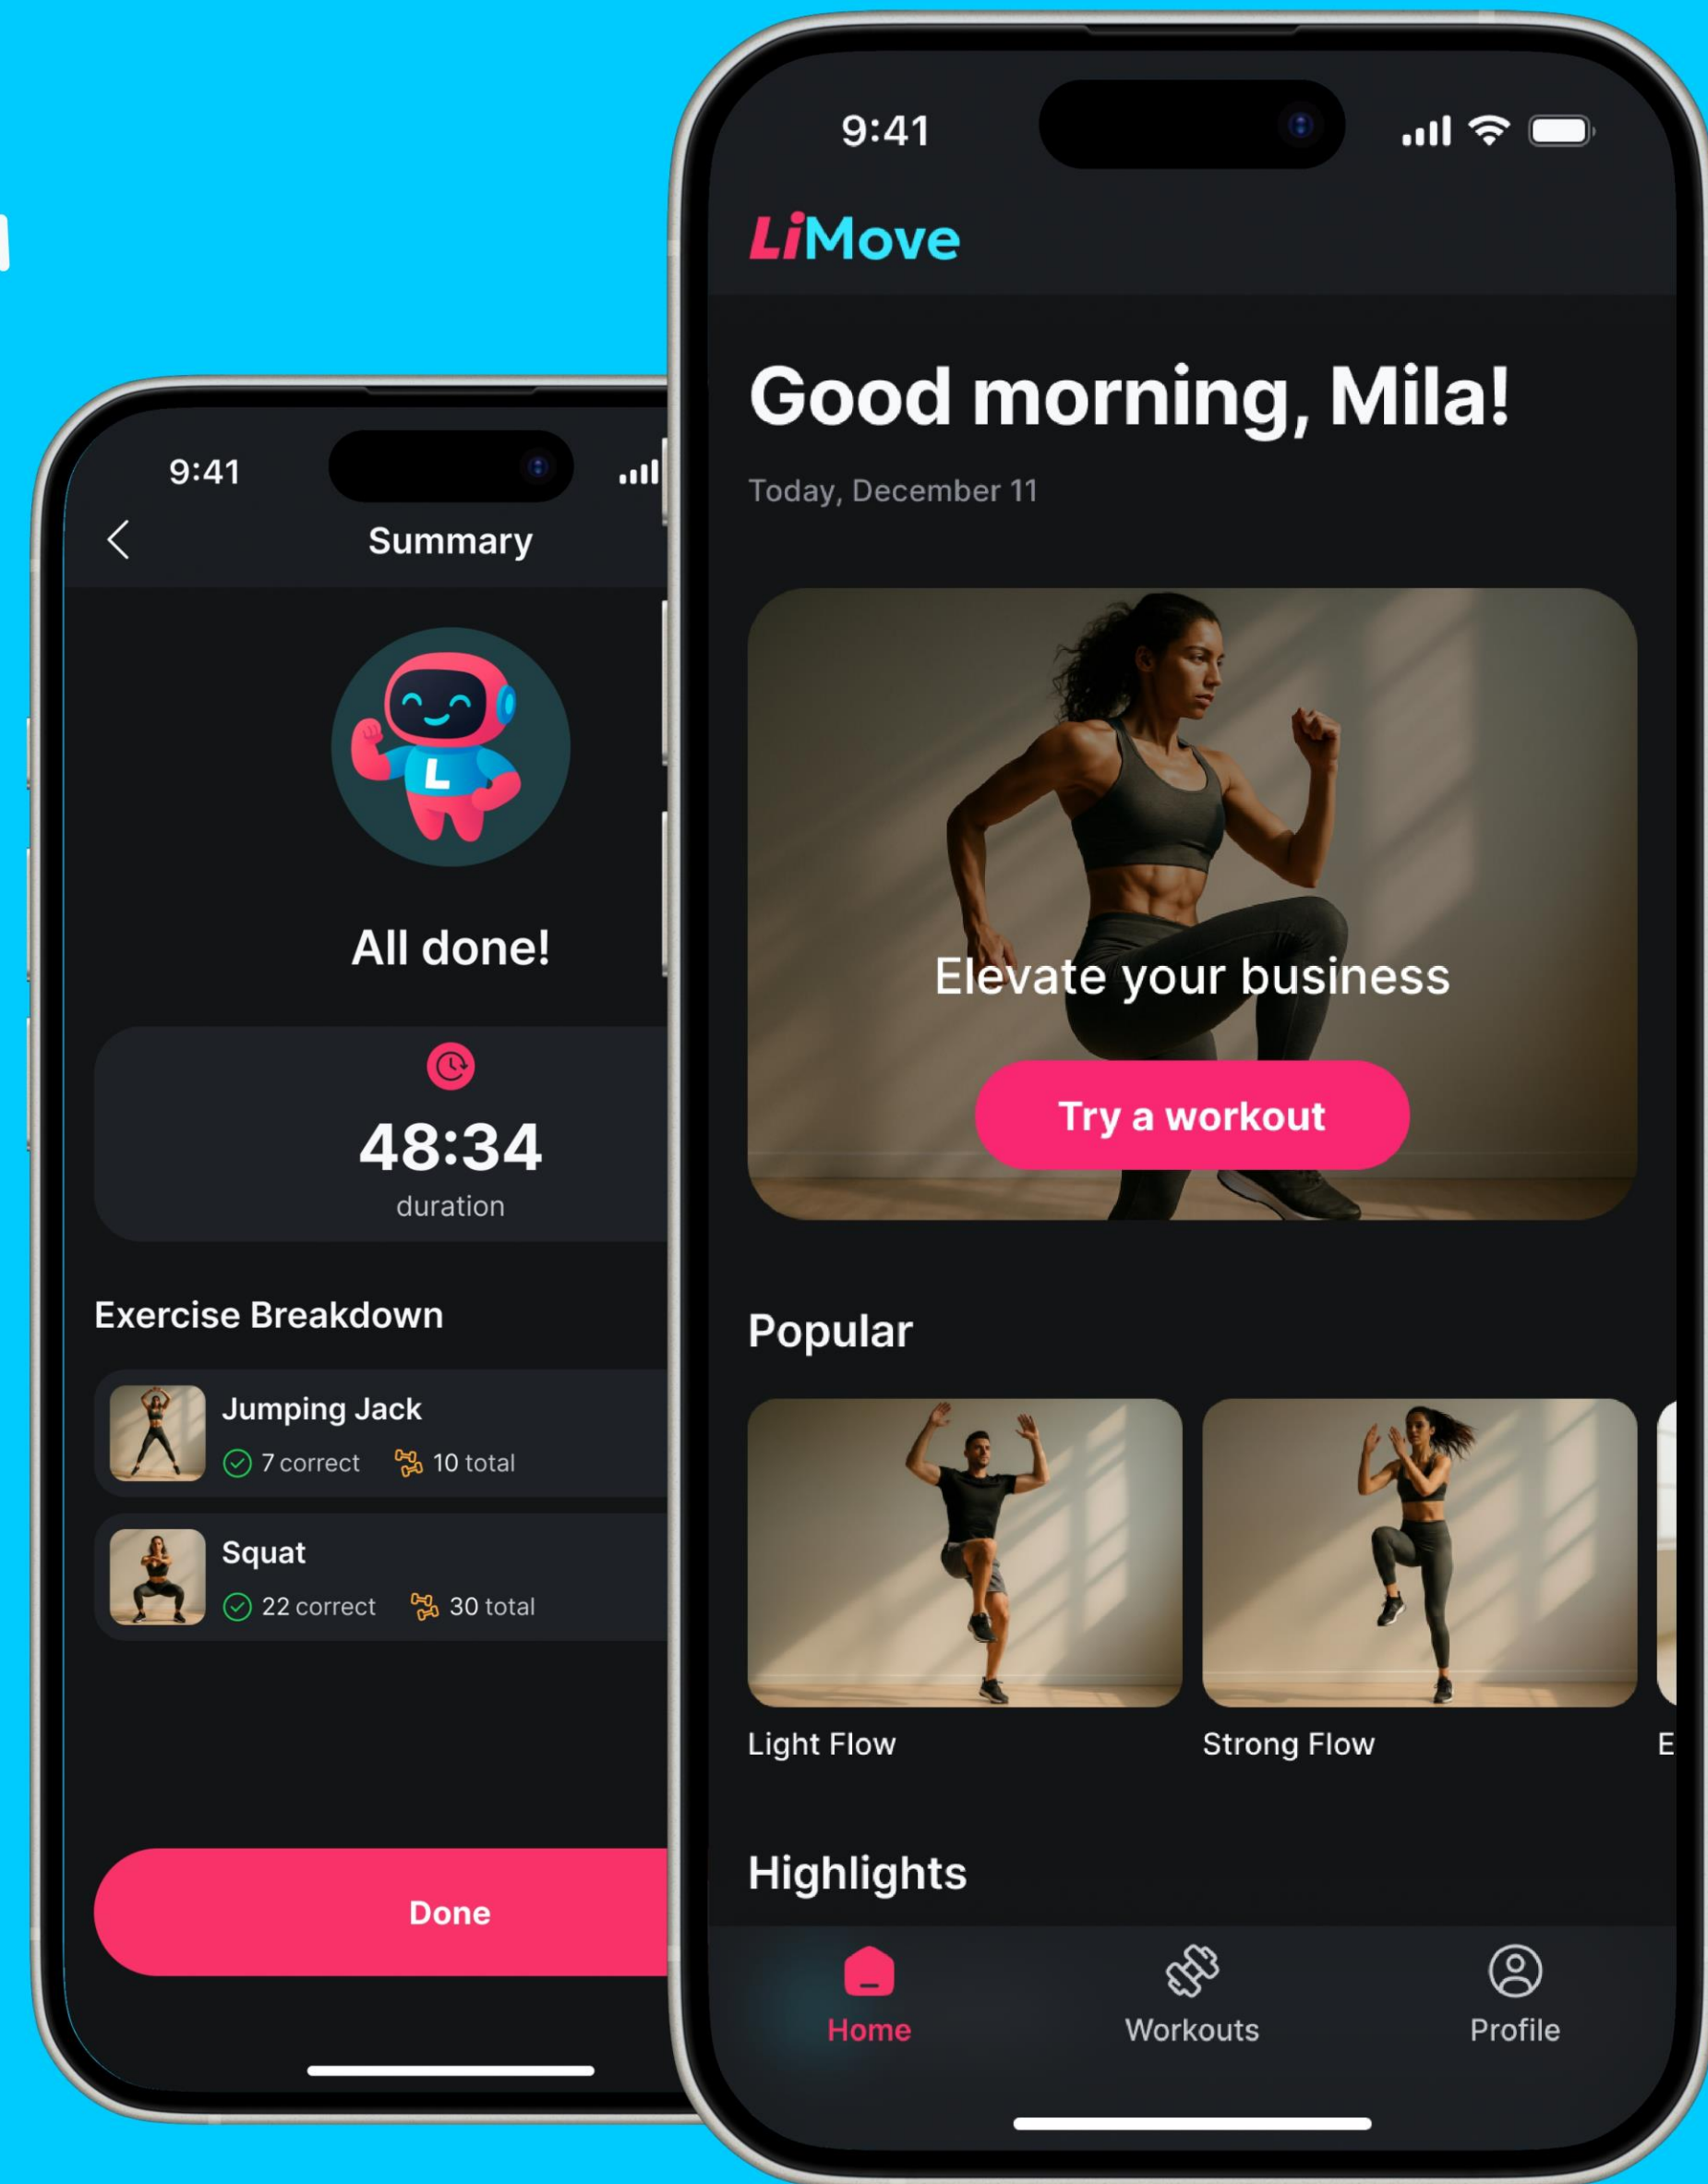 9:41
Summary
L
All done!
48:34
duration
Exercise Breakdown
Jumping Jack
7 correct 10 total
Squat
22 correct 30 total
Done
9:41
LiMove
Good morning, Mila!
Today, December 11
Elevate your business
Try a workout
Popular
Light Flow Strong Flow E
Highlights
Home Workouts Profile